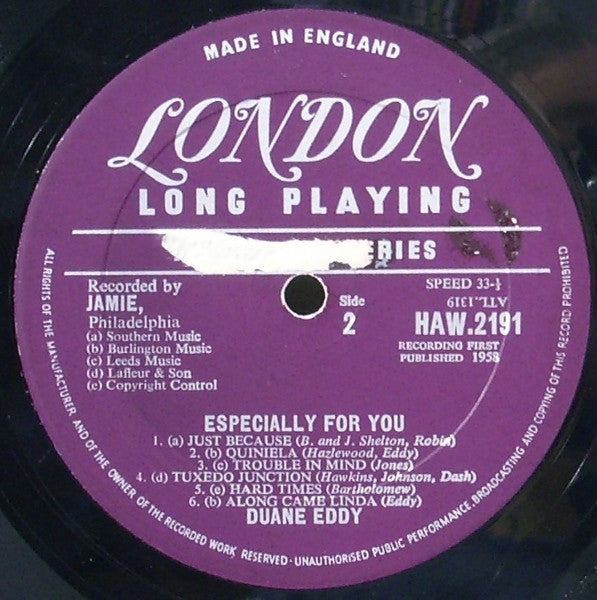 MADE IN ENGLAND
LONDON
LONG PLAYING
ERIES
Recorded by
JAMIE,
Philadelphia
(a) Southern Music
(b) Burlington Music
(c) Leeds Music
(d) Lafleur & Son
(e) Copyright Control
Side
2
SPEED 33-⅓
ATL.1319
HAW.2191
RECORDING FIRST
PUBLISHED 1958
ESPECIALLY FOR YOU
1. (a) JUST BECAUSE (B. and J. Shelton, Robin)
2. (b) QUINIELA (Hazlewood, Eddy)
3. (c) TROUBLE IN MIND (Jones)
4. (d) TUXEDO JUNCTION (Hawkins, Johnson, Dash)
5. (e) HARD TIMES (Bartholomew)
6. (b) ALONG CAME LINDA (Eddy)
DUANE EDDY
ALL RIGHTS OF THE MANUFACTURER AND OF THE OWNER OF THE RECORDED WORK RESERVED · UNAUTHORISED PUBLIC PERFORMANCE, BROADCASTING AND COPYING OF THIS RECORD PROHIBITED